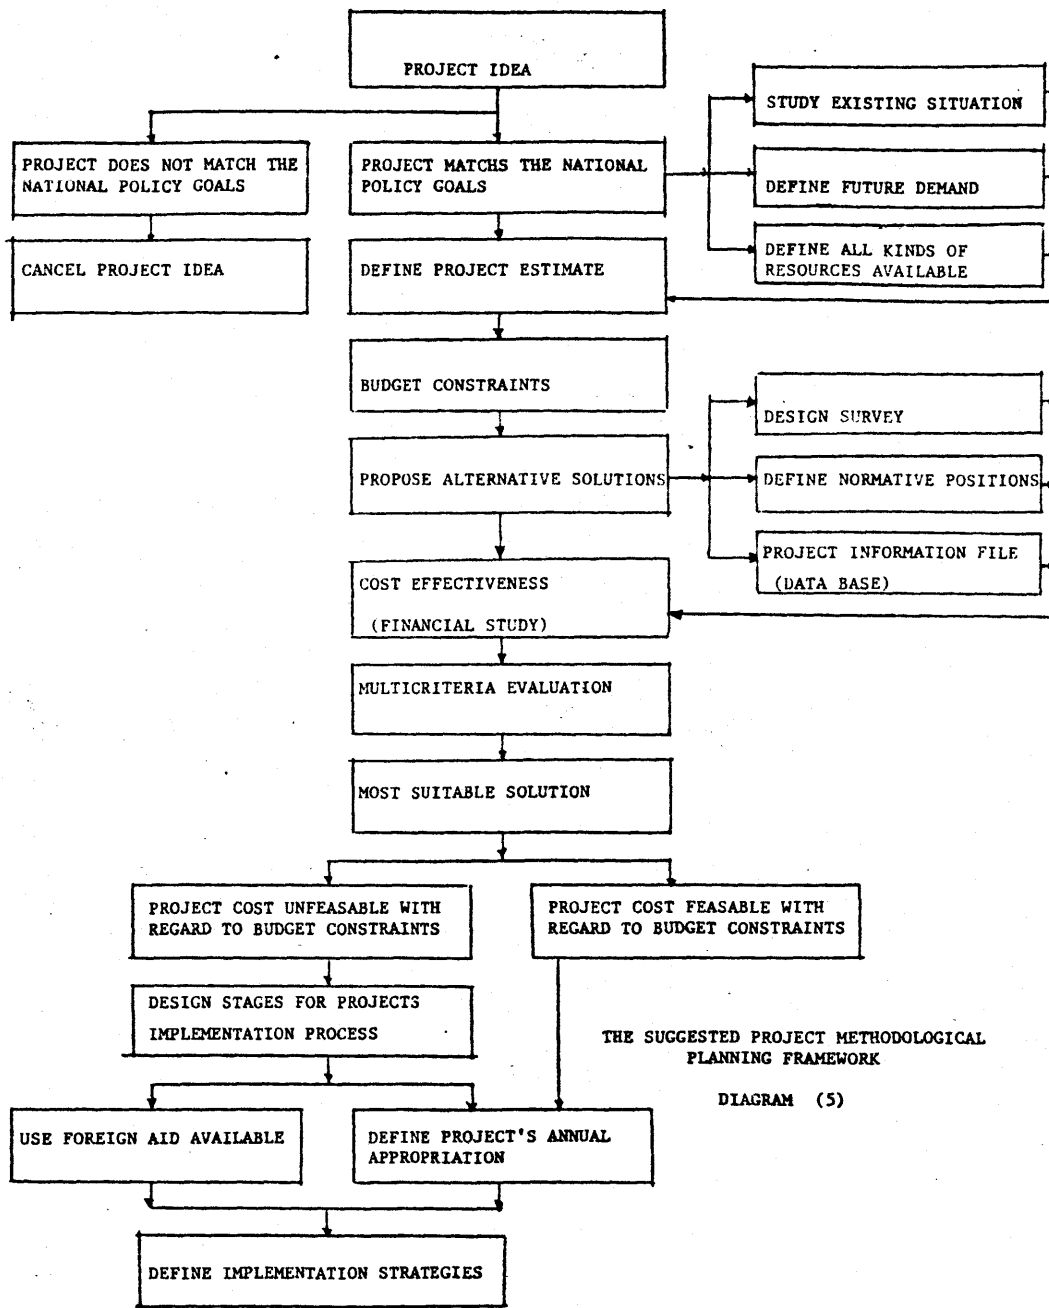 PROJECT IDEA
STUDY EXISTING SITUATION
PROJECT DOES NOT MATCH THE
NATIONAL POLICY GOALS
PROJECT MATCHS THE NATIONAL
POLICY GOALS
DEFINE FUTURE DEMAND
CANCEL PROJECT IDEA
DEFINE PROJECT ESTIMATE
DEFINE ALL KINDS OF
RESOURCES AVAILABLE
BUDGET CONSTRAINTS
DESIGN SURVEY
PROPOSE ALTERNATIVE SOLUTIONS
DEFINE NORMATIVE POSITIONS
PROJECT INFORMATION FILE
(DATA BASE)
COST EFFECTIVENESS
(FINANCIAL STUDY)
MULTICRITERIA EVALUATION
MOST SUITABLE SOLUTION
PROJECT COST UNFEASABLE WITH
REGARD TO BUDGET CONSTRAINTS
PROJECT COST FEASABLE WITH
REGARD TO BUDGET CONSTRAINTS
DESIGN STAGES FOR PROJECTS
IMPLEMENTATION PROCESS
THE SUGGESTED PROJECT METHODOLOGICAL
PLANNING FRAMEWORK
DIAGRAM (5)
USE FOREIGN AID AVAILABLE
DEFINE PROJECT'S ANNUAL
APPROPRIATION
DEFINE IMPLEMENTATION STRATEGIES